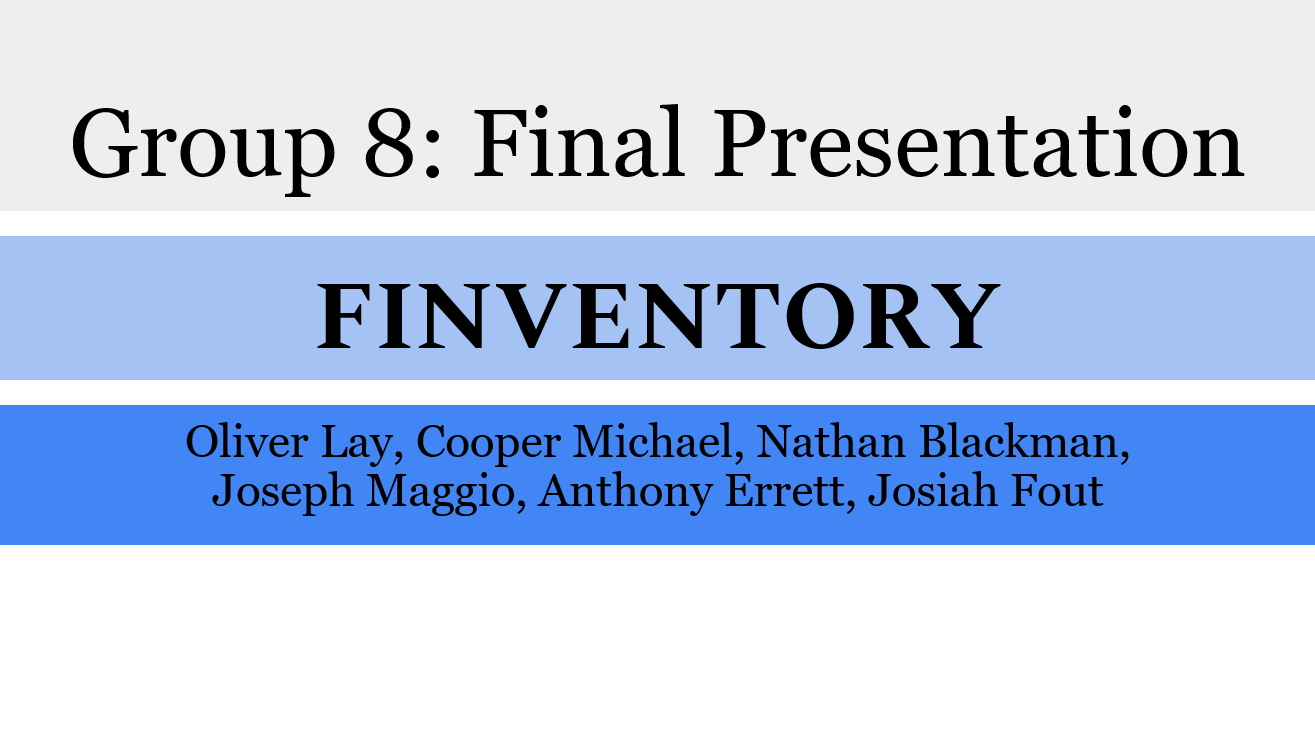 Group 8: Final Presentation
FINVENTORY
Oliver Lay, Cooper Michael, Nathan Blackman,
Joseph Maggio, Anthony Errett, Josiah Fout